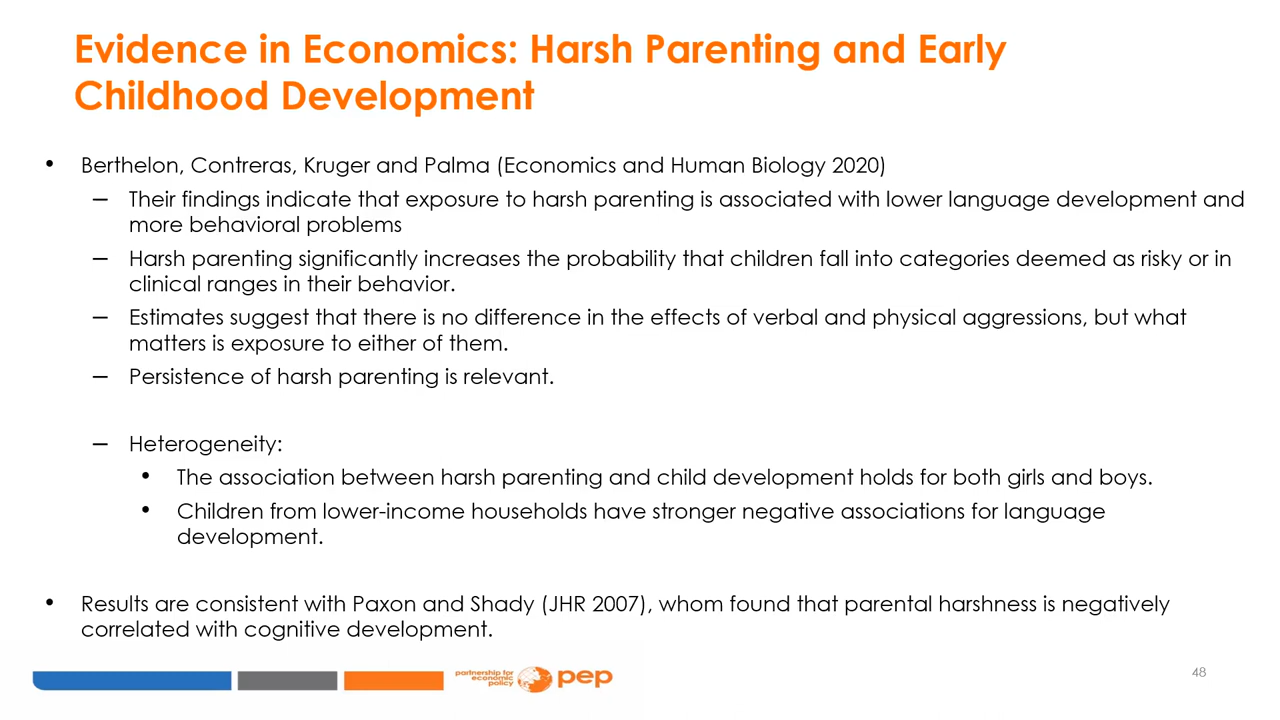 Evidence in Economics: Harsh Parenting and Early
Childhood Development
• Berthelon, Contreras, Kruger and Palma (Economics and Human Biology 2020)
– Their findings indicate that exposure to harsh parenting is associated with lower language development and
more behavioral problems
– Harsh parenting significantly increases the probability that children fall into categories deemed as risky or in
clinical ranges in their behavior.
– Estimates suggest that there is no difference in the effects of verbal and physical aggressions, but what
matters is exposure to either of them.
– Persistence of harsh parenting is relevant.
– Heterogeneity:
• The association between harsh parenting and child development holds for both girls and boys.
• Children from lower-income households have stronger negative associations for language
development.
• Results are consistent with Paxon and Shady (JHR 2007), whom found that parental harshness is negatively
correlated with cognitive development.
partnership for
economic
policy
pep
48